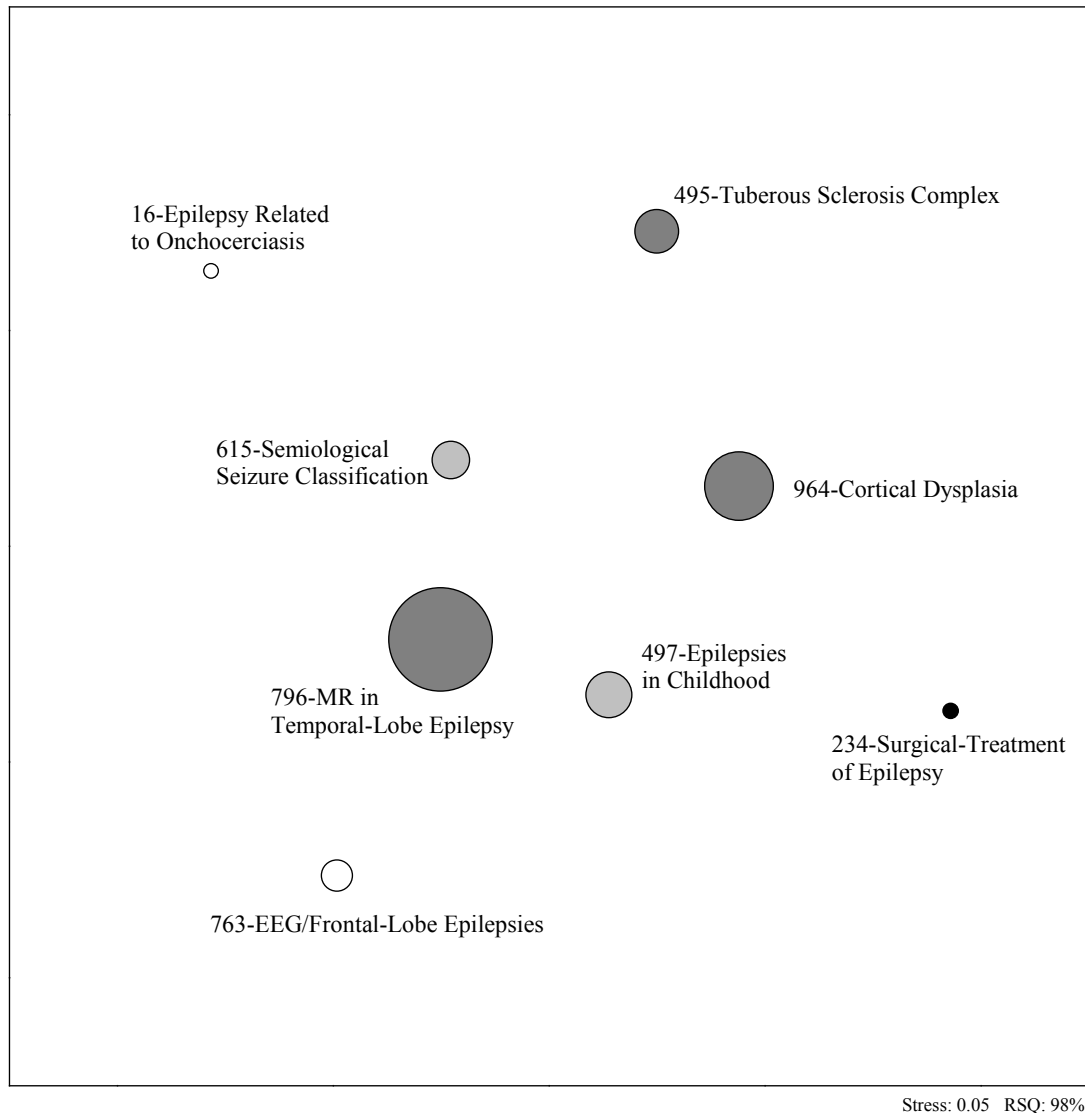 495-Tuberous Sclerosis Complex
16-Epilepsy Related
to Onchocerciasis
615-Semiological
Seizure Classification
964-Cortical Dysplasia
497-Epilepsies
in Childhood
796-MR in
Temporal-Lobe Epilepsy
234-Surgical-Treatment
of Epilepsy
763-EEG/Frontal-Lobe Epilepsies
Stress: 0.05 RSQ: 98%